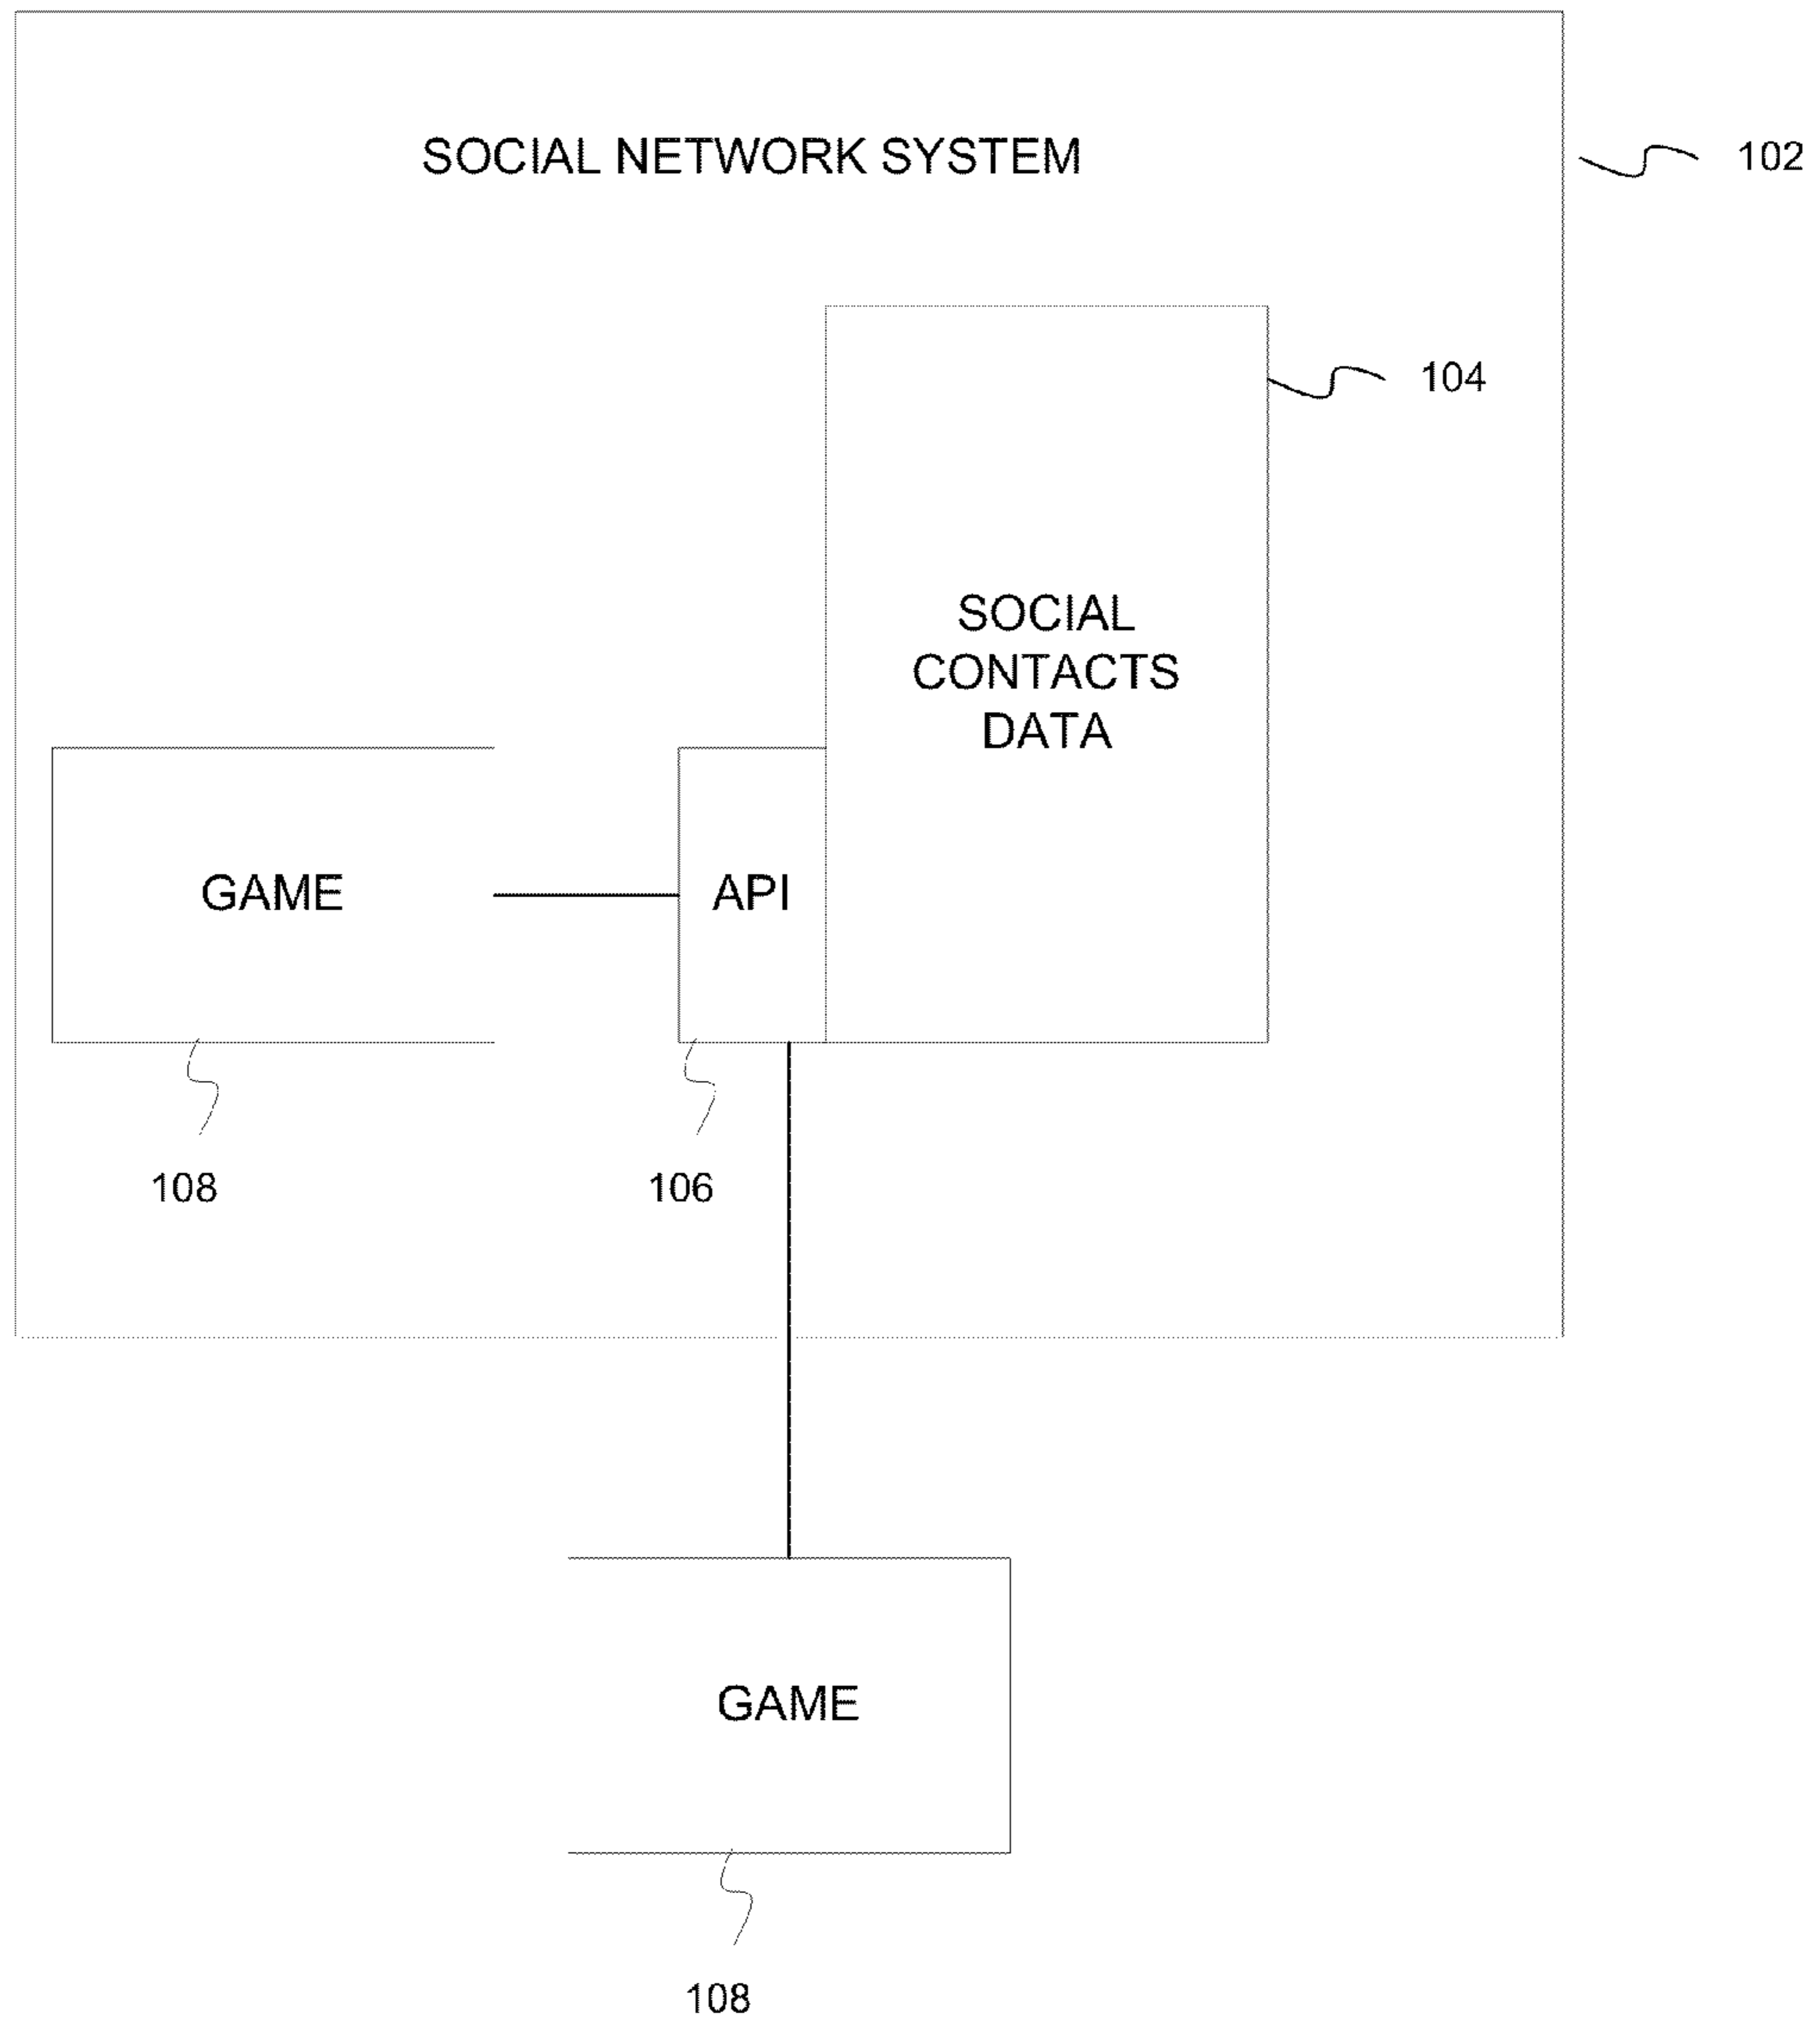 SOCIAL NETWORK SYSTEM
102
104
SOCIAL
CONTACTS
DATA
GAME
API
108
106
GAME
108